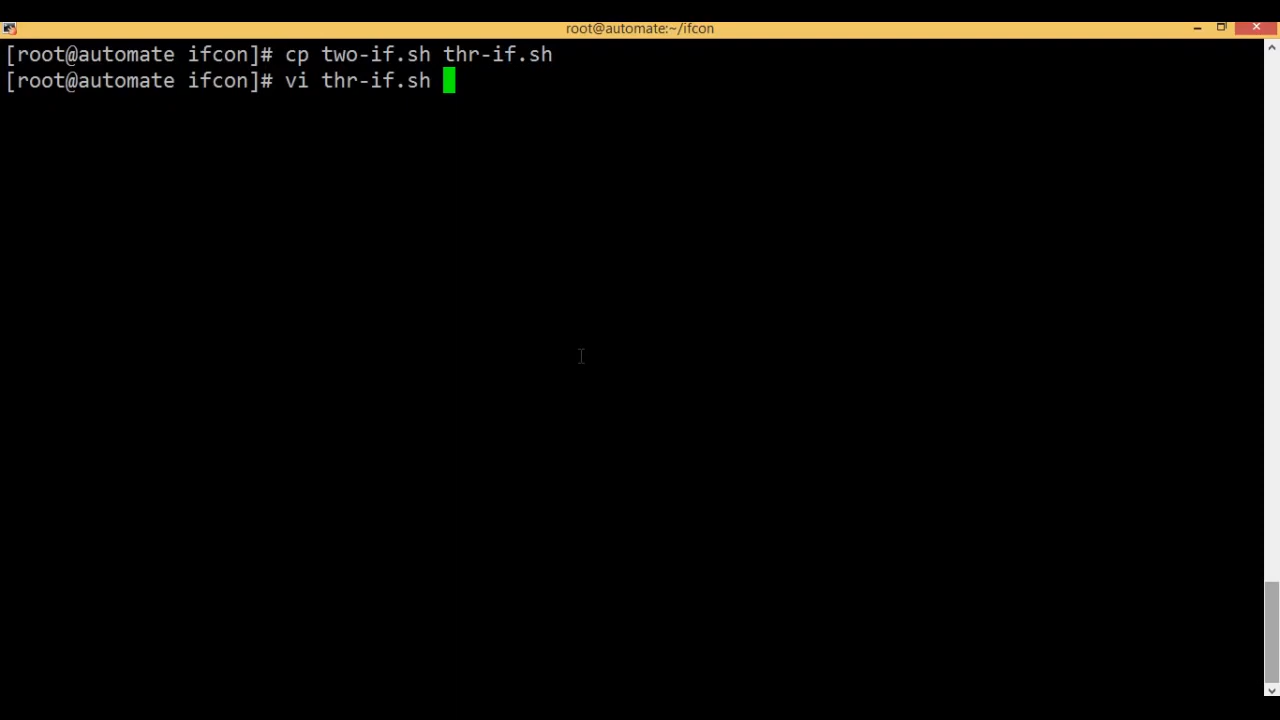 root@automate:~/ifcon
[root@automate ifcon]# cp two-if.sh thr-if.sh
[root@automate ifcon]# vi thr-if.sh